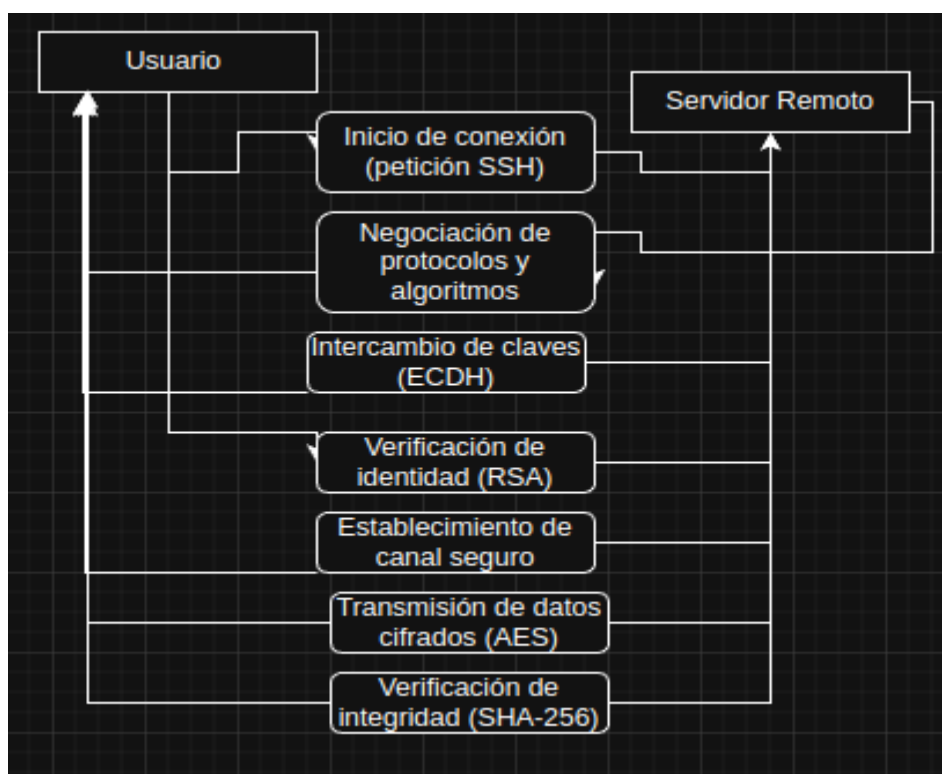 Usuario
Servidor Remoto
Inicio de conexión
(petición SSH)
Negociación de
protocolos y
algoritmos
Intercambio de claves
(ECDH)
Verificación de
identidad (RSA)
Establecimiento de
canal seguro
Transmisión de datos
cifrados (AES)
Verificación de
integridad (SHA-256)